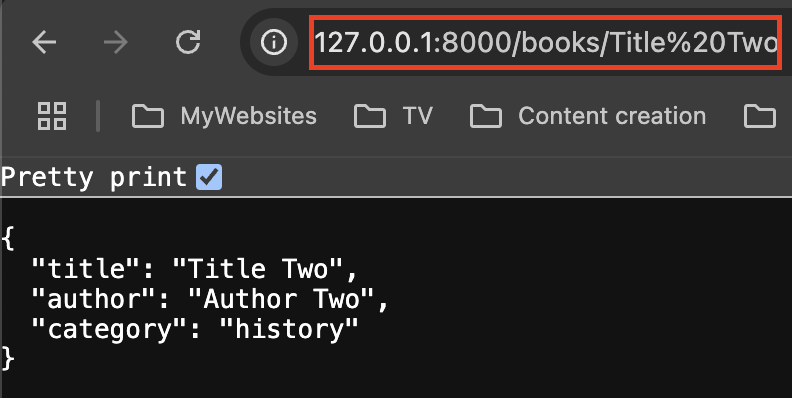 127.0.0.1:8000/books/Title%20Two
MyWebsites TV Content creation
Pretty print
{
  "title": "Title Two",
  "author": "Author Two",
  "category": "history"
}